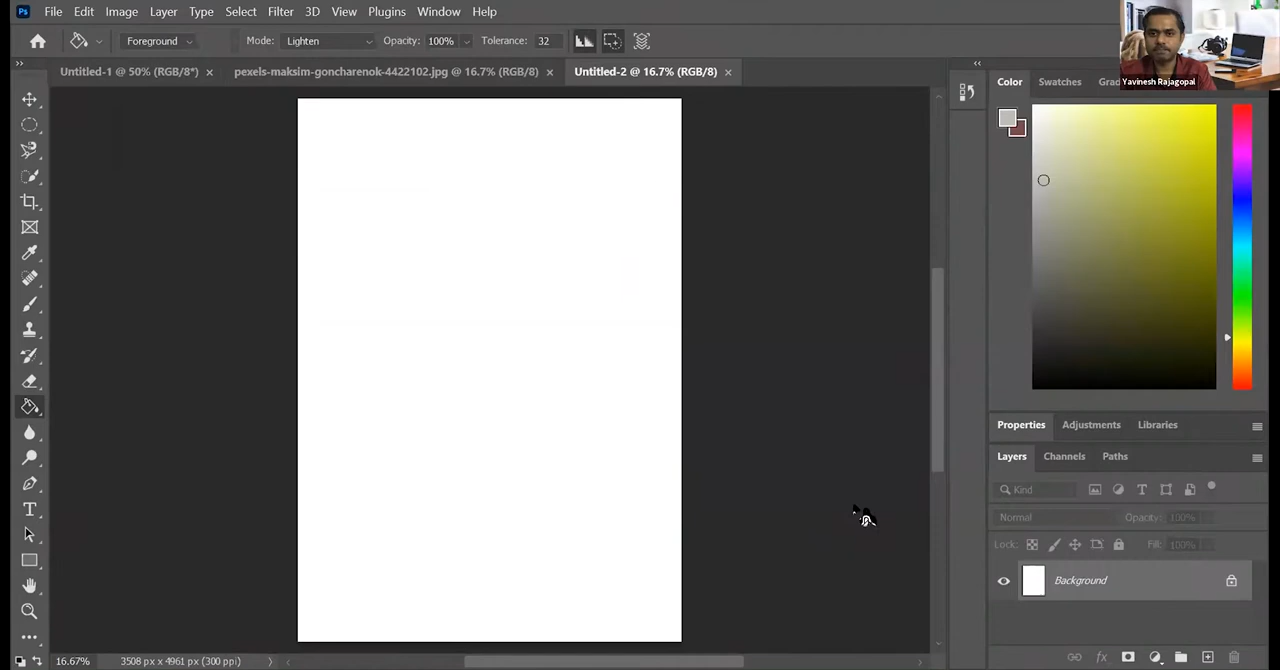 Ps File Edit Image Layer Type Select Filter 3D View Plugins Window Help
Foreground Mode: Lighten Opacity: 100% Tolerance: 32
Yavinesh Rajagopal
Untitled-1 @ 50% (RGB/8*) × pexels-maksim-goncharenok-4422102.jpg @ 16.7% (RGB/8) × Untitled-2 @ 16.7% (RGB/8) ×
Color Swatches
Properties Adjustments Libraries
Layers Channels Paths
Kind
Normal Opacity: 100%
Lock: Fill: 100%
Background
16.67% 3508 px x 4961 px (300 ppi)